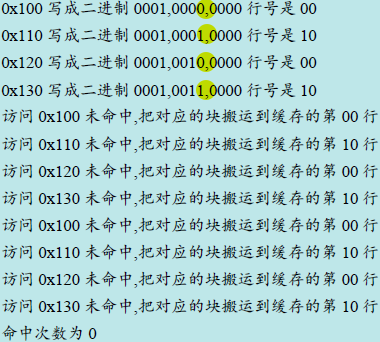 0x100 写成二进制 0001,0000,0000 行号是 00
0x110 写成二进制 0001,0001,0000 行号是 10
0x120 写成二进制 0001,0010,0000 行号是 00
0x130 写成二进制 0001,0011,0000 行号是 10
访问 0x100 未命中,把对应的块搬运到缓存的第 00 行
访问 0x110 未命中,把对应的块搬运到缓存的第 10 行
访问 0x120 未命中,把对应的块搬运到缓存的第 00 行
访问 0x130 未命中,把对应的块搬运到缓存的第 10 行
访问 0x100 未命中,把对应的块搬运到缓存的第 00 行
访问 0x110 未命中,把对应的块搬运到缓存的第 10 行
访问 0x120 未命中,把对应的块搬运到缓存的第 00 行
访问 0x130 未命中,把对应的块搬运到缓存的第 10 行
命中次数为 0